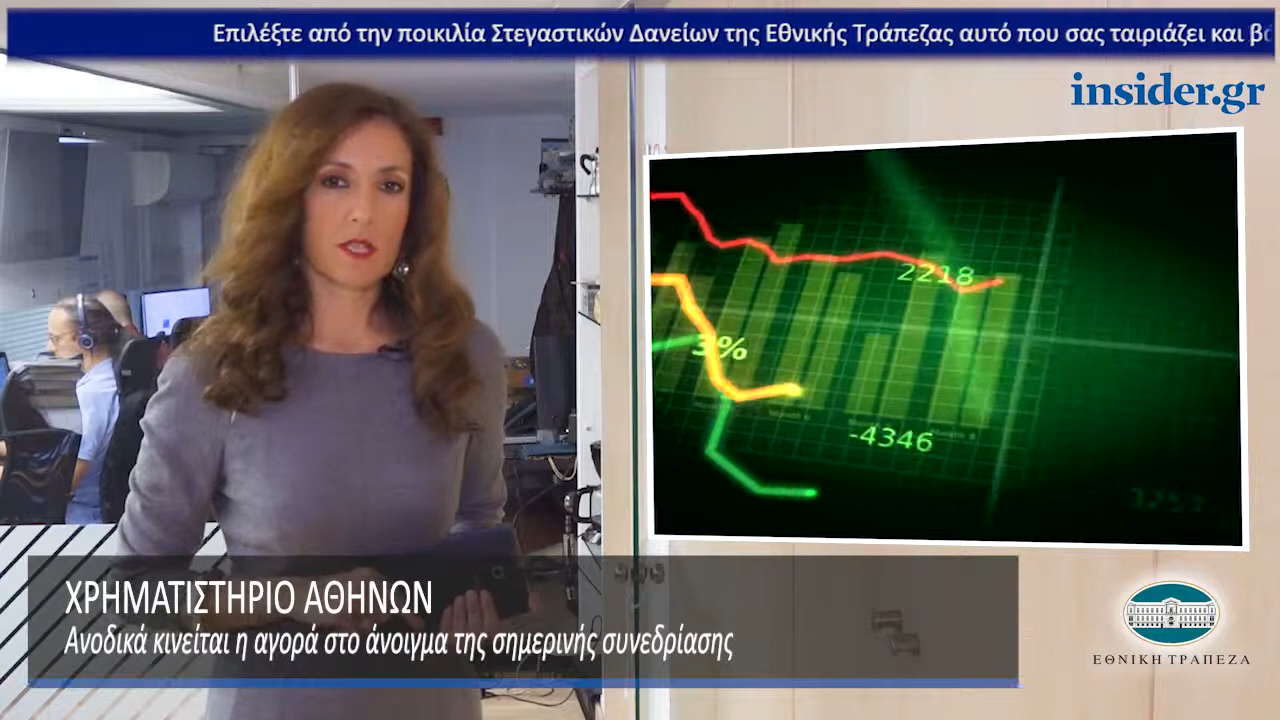 Επιλέξτε από την ποικιλία Στεγαστικών Δανείων της Εθνικής Τράπεζας αυτό που σας ταιριάζει και
insider.gr
2218
3%
-4346
ΧΡΗΜΑΤΙΣΤΗΡΙΟ ΑΘΗΝΩΝ
Ανοδικά κινείται η αγορά στο άνοιγμα της σημερινής συνεδρίασης
ΕΘΝΙΚΗ ΤΡΑΠΕΖΑ